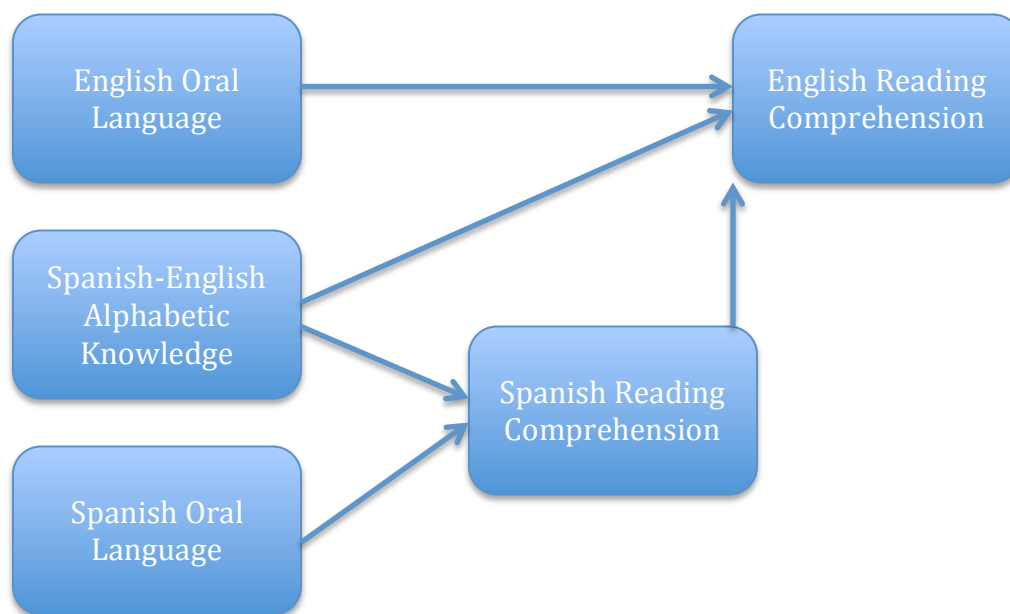 English Oral
Language
English Reading
Comprehension
Spanish-English
Alphabetic
Knowledge
Spanish Reading
Comprehension
Spanish Oral
Language